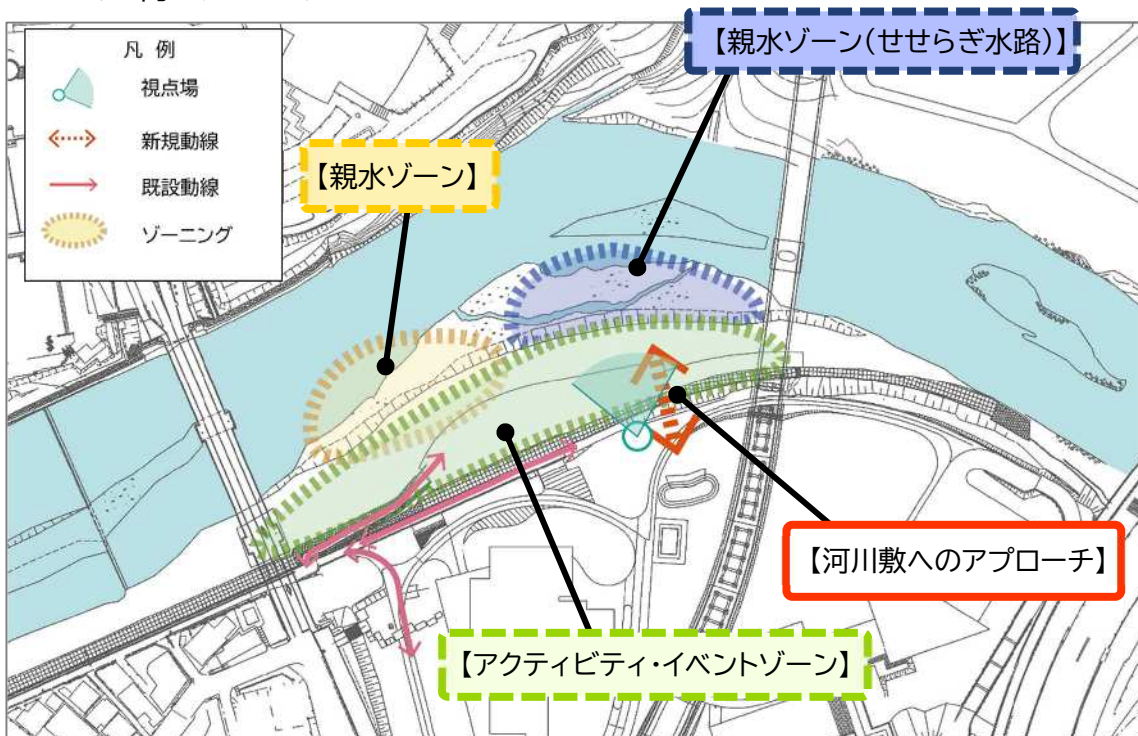 【親水ゾーン(せせらぎ水路)】
凡 例
視点場
新規動線
既設動線
ゾーニング
【親水ゾーン】
【河川敷へのアプローチ】
【アクティビティ・イベントゾーン】